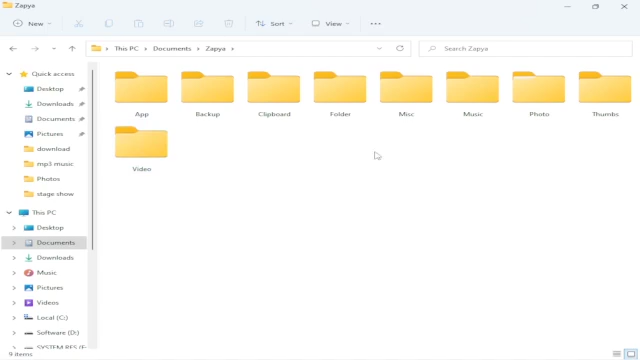 Zapya
New
Sort
View
This PC > Documents > Zapya >
Search Zapya
Quick access
Desktop
Downloads
Documents
Pictures
download
mp3 music
Photos
stage show
This PC
Desktop
Documents
Downloads
Music
Pictures
Videos
Local (C:)
Software (D:)
SYSTEM RES (E
App
Backup
Clipboard
Folder
Misc
Music
Photo
Thumbs
Video
9 items